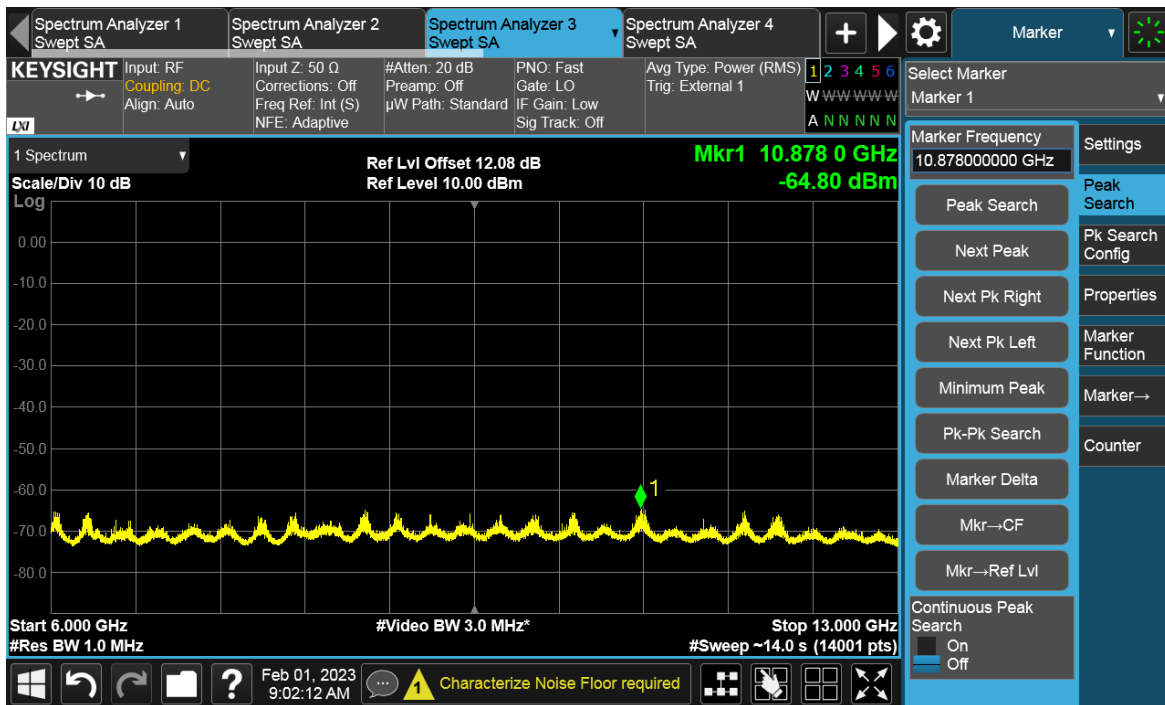 Spectrum Analyzer 1
Swept SA
Spectrum Analyzer 2
Swept SA
Spectrum Analyzer 3
Swept SA
Spectrum Analyzer 4
Swept SA
Marker
KEYSIGHT
LXI
Input: RF
Coupling: DC
Align: Auto
Input Z: 50 Ω
Corrections: Off
Freq Ref: Int (S)
NFE: Adaptive
#Atten: 20 dB
Preamp: Off
µW Path: Standard
PNO: Fast
Gate: LO
IF Gain: Low
Sig Track: Off
Avg Type: Power (RMS)
Trig: External 1
1 2 3 4 5 6
W W W W W W
A N N N N N
Select Marker
Marker 1
1 Spectrum
Scale/Div 10 dB
Log
Ref Lvl Offset 12.08 dB
Ref Level 10.00 dBm
Mkr1 10.878 0 GHz
-64.80 dBm
0.00
-10.0
-20.0
-30.0
-40.0
-50.0
-60.0
-70.0
-80.0
1
Start 6.000 GHz
#Res BW 1.0 MHz
#Video BW 3.0 MHz*
Stop 13.000 GHz
#Sweep ~14.0 s (14001 pts)
Marker Frequency
10.878000000 GHz
Peak Search
Next Peak
Next Pk Right
Next Pk Left
Minimum Peak
Pk-Pk Search
Marker Delta
Mkr→CF
Mkr→Ref Lvl
Continuous Peak
Search
On
Off
Settings
Peak
Search
Pk Search
Config
Properties
Marker
Function
Marker→
Counter
?
Feb 01, 2023
9:02:12 AM
1
Characterize Noise Floor required